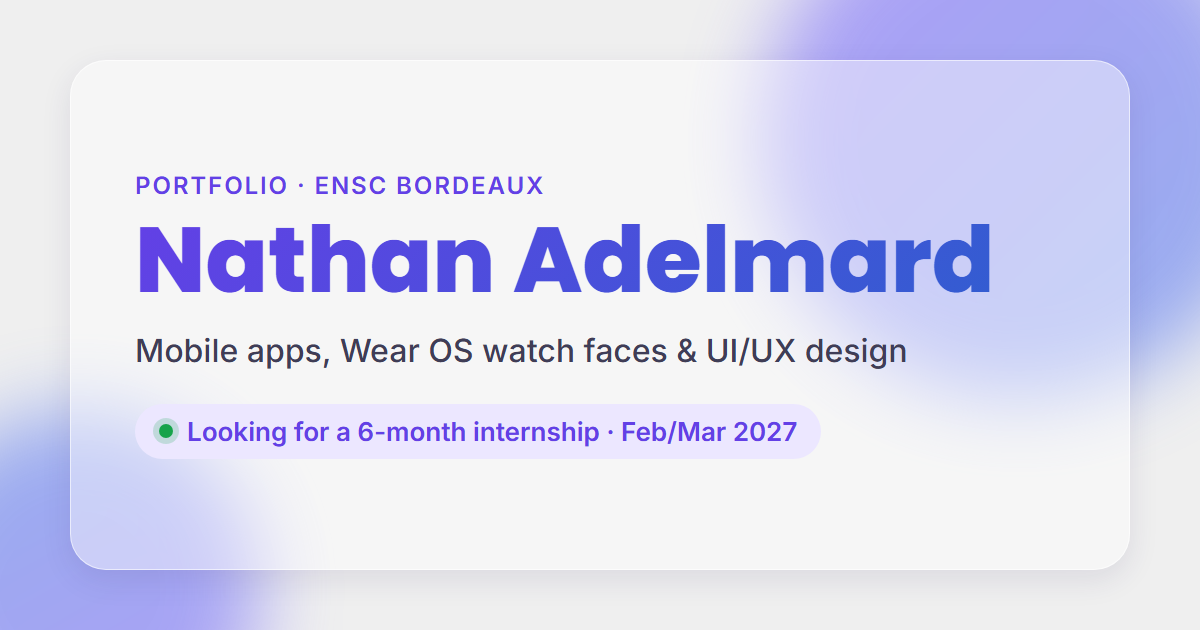 PORTFOLIO · ENSC BORDEAUX
Nathan Adelmard
Mobile apps, Wear OS watch faces & UI/UX design
Looking for a 6-month internship · Feb/Mar 2027